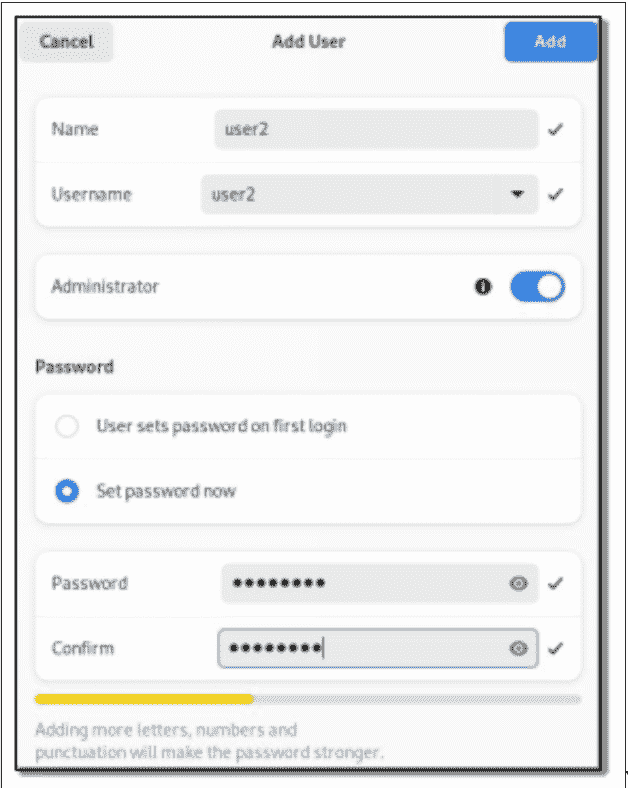 Cancel Add User Add
Name user2
Username user2
Administrator
Password
User sets password on first login
Set password now
Password ••••••••
Confirm ••••••••
Adding more letters, numbers and
punctuation will make the password stronger.